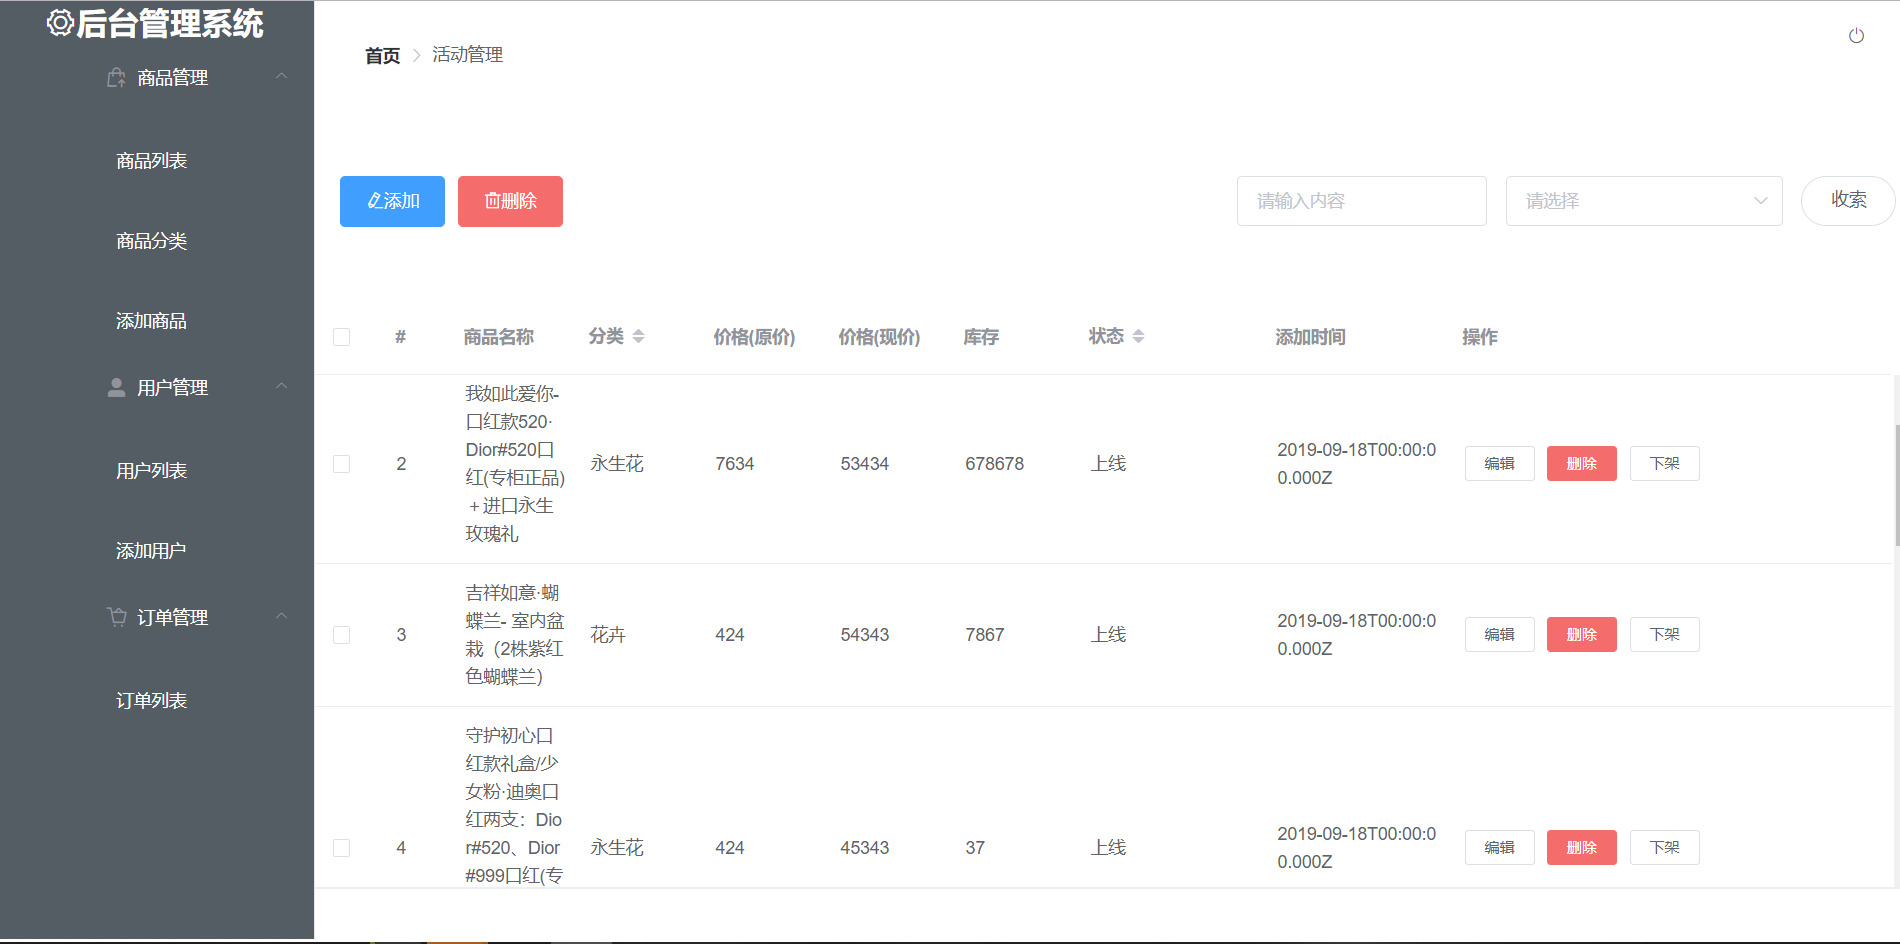 后台管理系统
商品管理
商品列表
商品分类
添加商品
用户管理
用户列表
添加用户
订单管理
订单列表
首页 活动管理
添加 删除 请输入内容 请选择 收索
# 商品名称 分类 价格(原价) 价格(现价) 库存 状态 添加时间 操作
我如此爱你-
口红款520·
Dior#520口
红(专柜正品)
+进口永生
玫瑰礼
2 永生花 7634 53434 678678 上线
2019-09-18T00:00:0
0.000Z
编辑 删除 下架
吉祥如意·蝴
蝶兰- 室内盆
栽（2株紫红
色蝴蝶兰）
3 花卉 424 54343 7867 上线
2019-09-18T00:00:0
0.000Z
编辑 删除 下架
守护初心口
红款礼盒/少
女粉·迪奥口
红两支：Dio
r#520、Dior
#999口红(专
4 永生花 424 45343 37 上线
2019-09-18T00:00:0
0.000Z
编辑 删除 下架